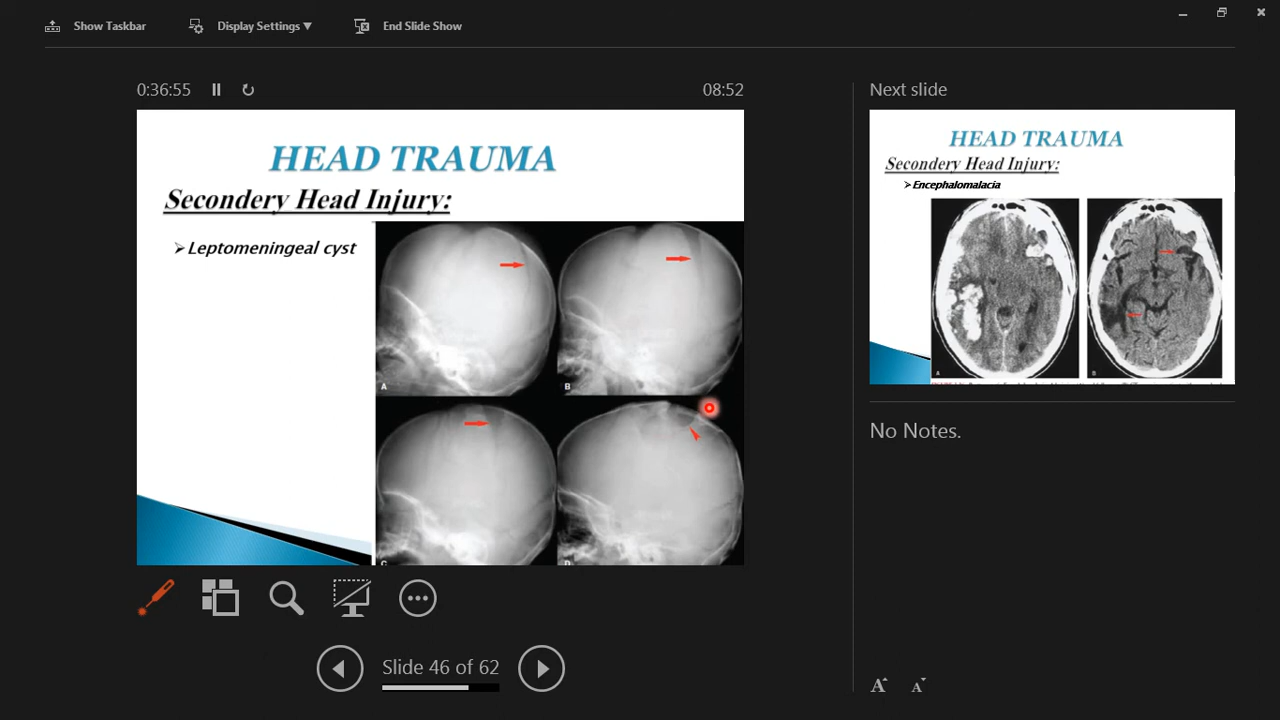 Show Taskbar
Display Settings ▼
End Slide Show
0:36:55
08:52
HEAD TRAUMA
Secondery Head Injury:
➢Leptomeningeal cyst
A
B
C
D
Slide 46 of 62
Next slide
HEAD TRAUMA
Secondery Head Injury:
➢Encephalomalacia
A
B
No Notes.
A
A